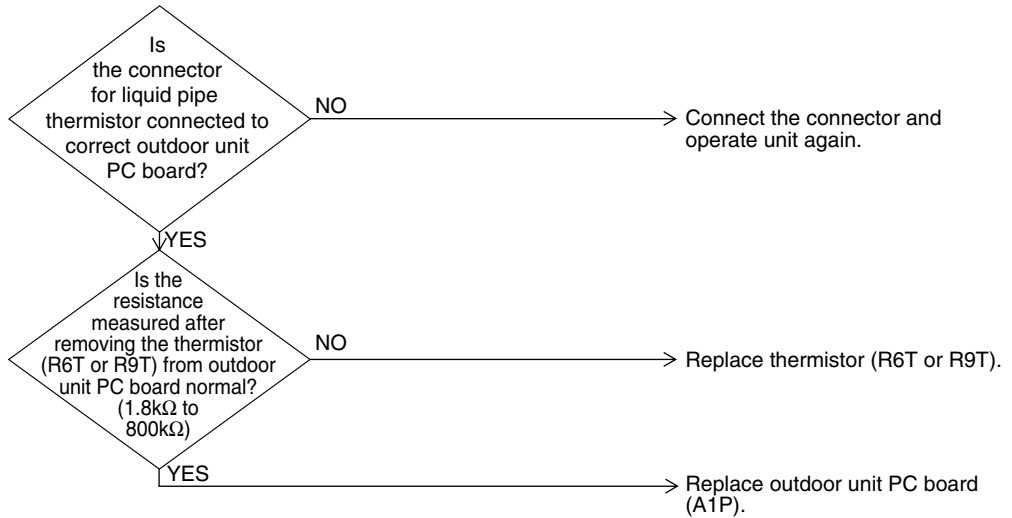 Is
the connector
for liquid pipe
thermistor connected to
correct outdoor unit
PC board?
NO
Connect the connector and
operate unit again.
YES
Is the
resistance
measured after
removing the thermistor
(R6T or R9T) from outdoor
unit PC board normal?
(1.8kΩ to
800kΩ)
NO
Replace thermistor (R6T or R9T).
YES
Replace outdoor unit PC board
(A1P).